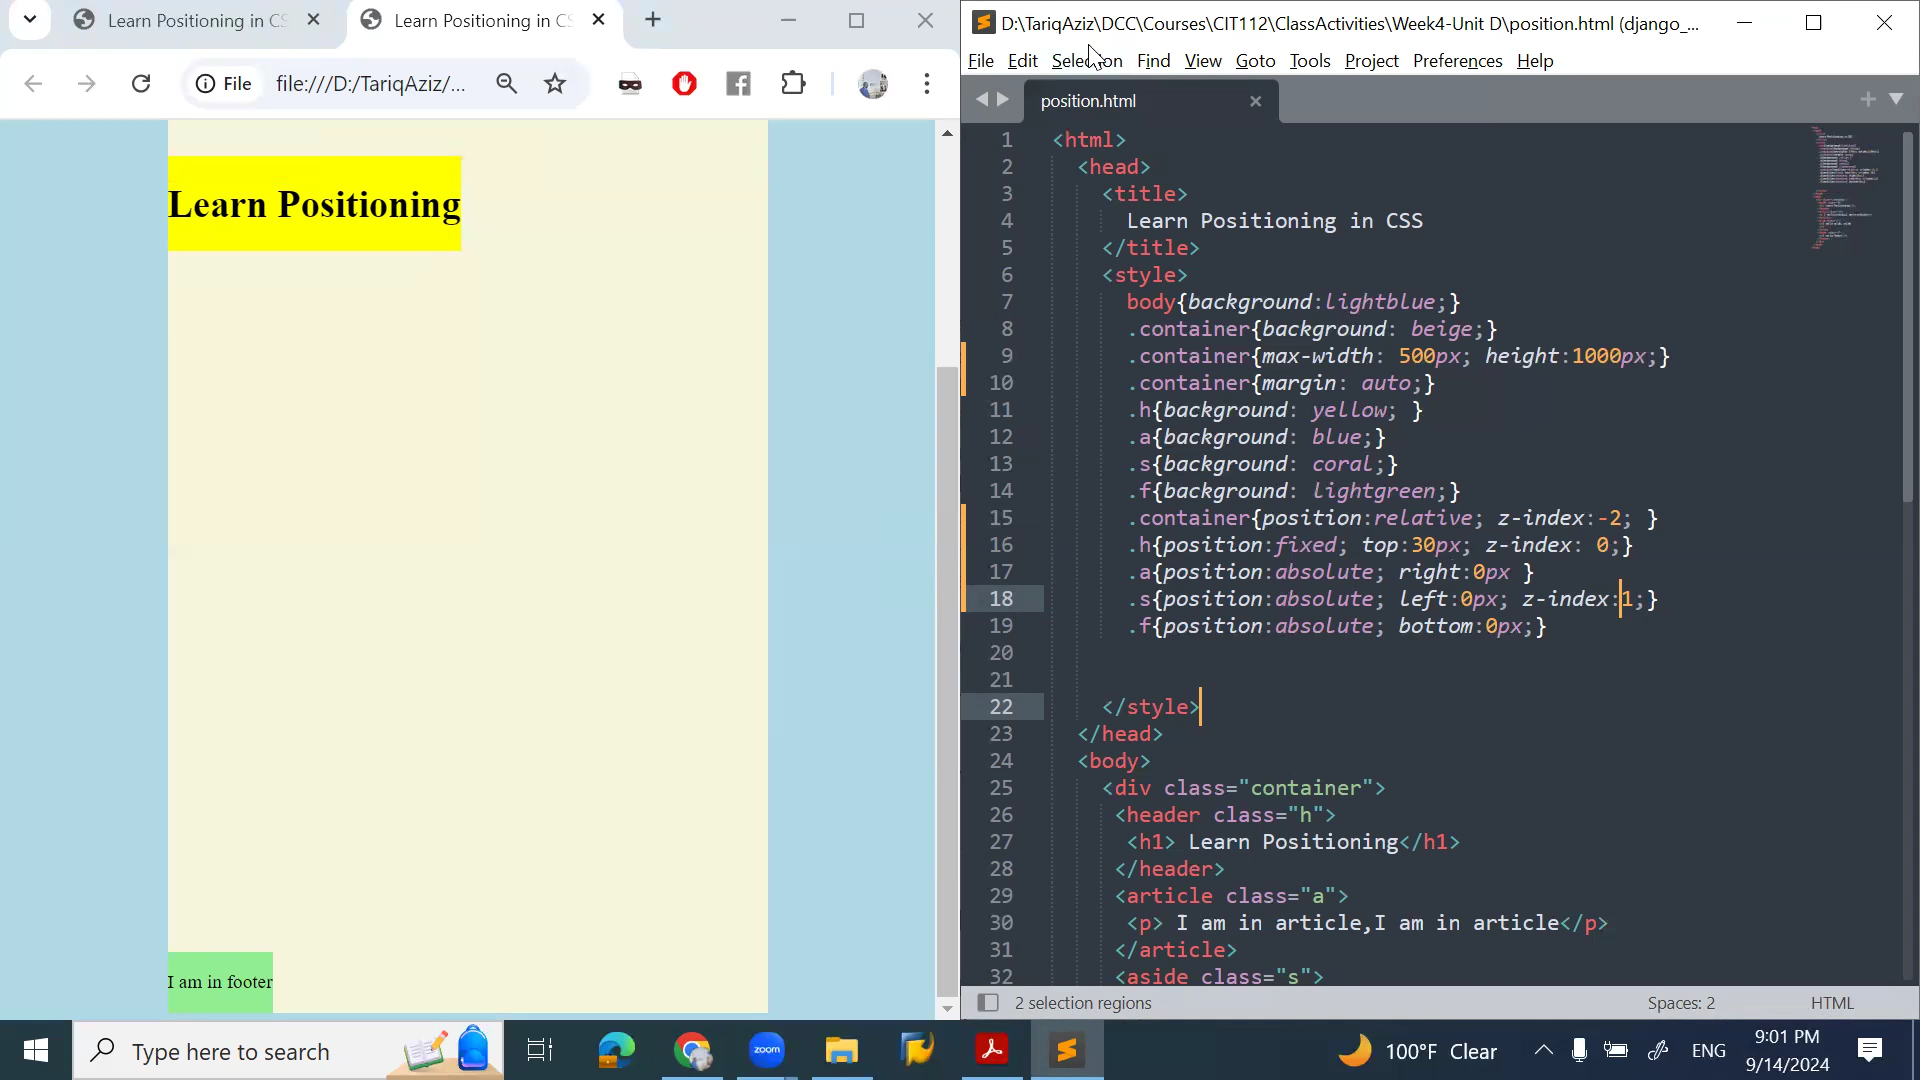 Learn Positioning in CS
Learn Positioning in CS
File
file:///D:/TariqAziz/...
Learn Positioning
I am in footer
D:\TariqAziz\DCC\Courses\CIT112\ClassActivities\Week4-Unit D\position.html (django_...
File Edit Selection Find View Goto Tools Project Preferences Help
position.html
1 <html>
2 <head>
3 <title>
4 Learn Positioning in CSS
5 </title>
6 <style>
7 body{background:lightblue;}
8 .container{background: beige;}
9 .container{max-width: 500px; height:1000px;}
10 .container{margin: auto;}
11 .h{background: yellow; }
12 .a{background: blue;}
13 .s{background: coral;}
14 .f{background: lightgreen;}
15 .container{position:relative; z-index:-2; }
16 .h{position:fixed; top:30px; z-index: 0;}
17 .a{position:absolute; right:0px }
18 .s{position:absolute; left:0px; z-index:1;}
19 .f{position:absolute; bottom:0px;}
20
21
22 </style>
23 </head>
24 <body>
25 <div class="container">
26 <header class="h">
27 <h1> Learn Positioning</h1>
28 </header>
29 <article class="a">
30 <p> I am in article,I am in article</p>
31 </article>
32 <aside class="s">
2 selection regions
Spaces: 2
HTML
Type here to search
zoom
100°F Clear
ENG
9:01 PM
9/14/2024